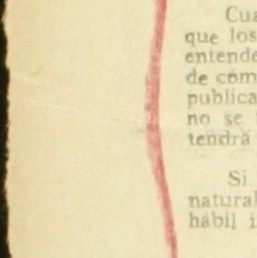 Cua
que los
entende
de cóm
publica
no se
tendrá
Si
natural
hábil i